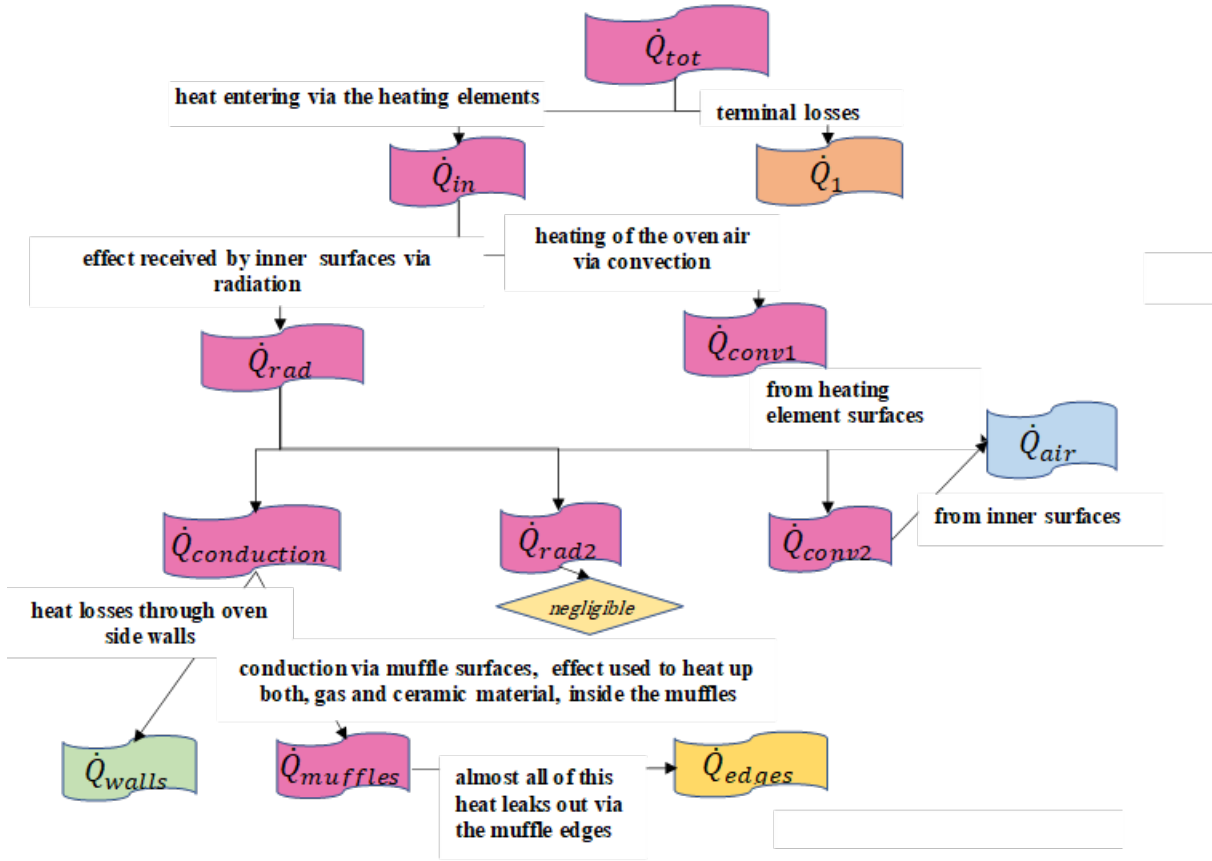 Q̇tot
heat entering via the heating elements
terminal losses
Q̇in
Q̇1
effect received by inner surfaces via
radiation
heating of the oven air
via convection
Q̇rad
Q̇conv1
from heating
element surfaces
Q̇air
Q̇conduction
Q̇rad2
Q̇conv2
from inner surfaces
negligible
heat losses through oven
side walls
conduction via muffle surfaces, effect used to heat up
both, gas and ceramic material, inside the muffles
Q̇walls
Q̇muffles
almost all of this
heat leaks out via
the muffle edges
Q̇edges